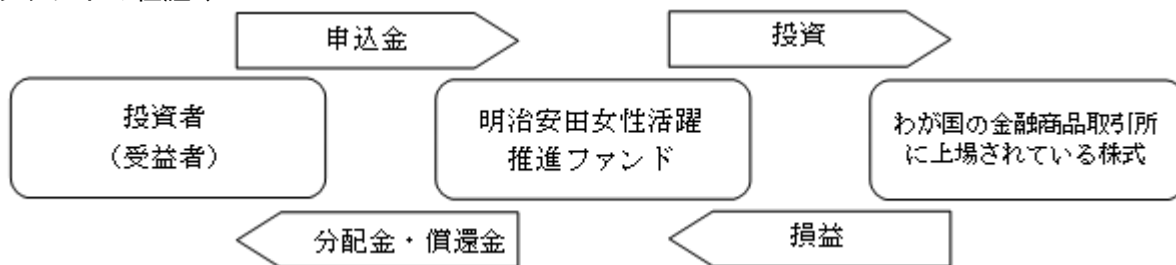 申込金
投資
投資者
（受益者）
明治安田女性活躍
推進ファンド
わが国の金融商品取引所
に上場されている株式
分配金・償還金
損益